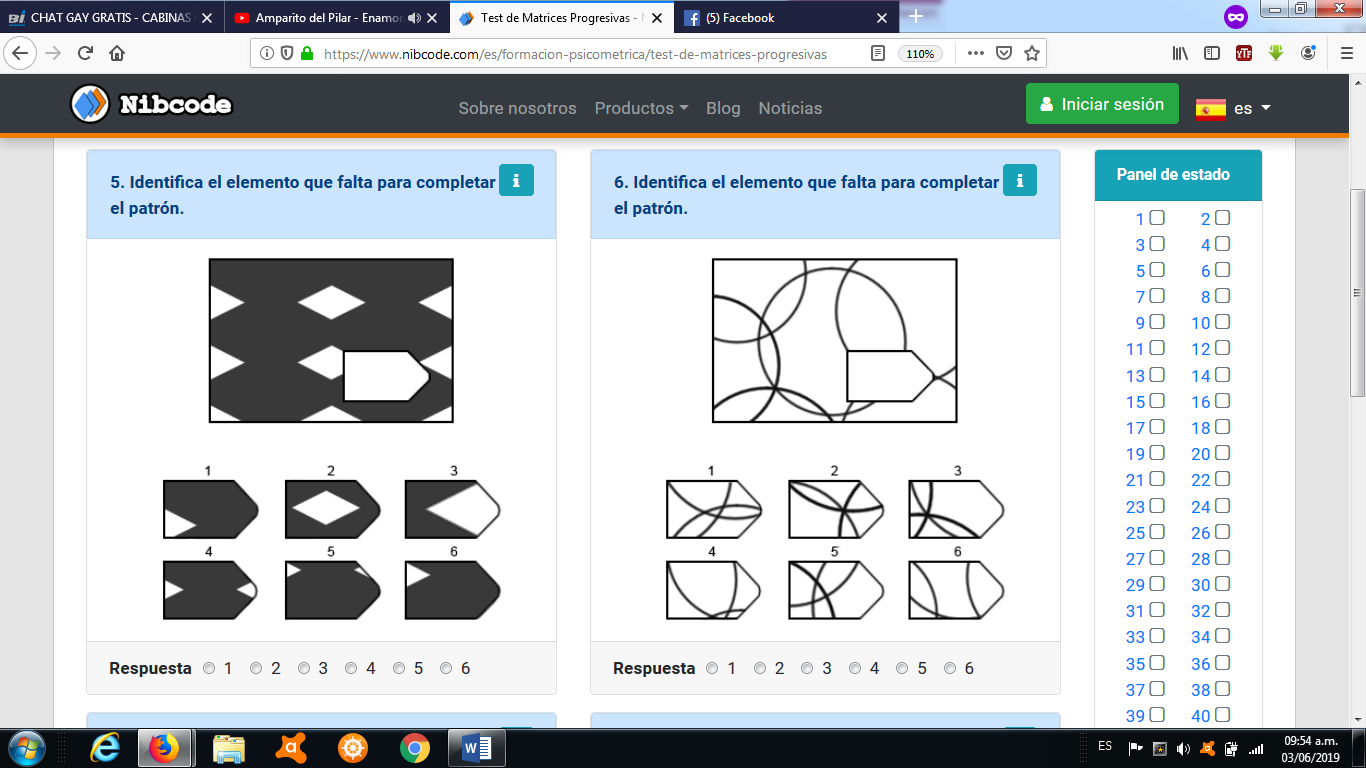 CHAT GAY GRATIS - CABINAS
Amparito del Pilar - Enamor
Test de Matrices Progresivas -
(5) Facebook
https://www.nibcode.com/es/formacion-psicometrica/test-de-matrices-progresivas
110%
Nibcode
Sobre nosotros Productos Blog Noticias
Iniciar sesión
es
5. Identifica el elemento que falta para completar
el patrón.
1 2 3
4 5 6
Respuesta 1 2 3 4 5 6
6. Identifica el elemento que falta para completar
el patrón.
1 2 3
4 5 6
Respuesta 1 2 3 4 5 6
Panel de estado
1 2
3 4
5 6
7 8
9 10
11 12
13 14
15 16
17 18
19 20
21 22
23 24
25 26
27 28
29 30
31 32
33 34
35 36
37 38
39 40
ES
09:54 a.m.
03/06/2019